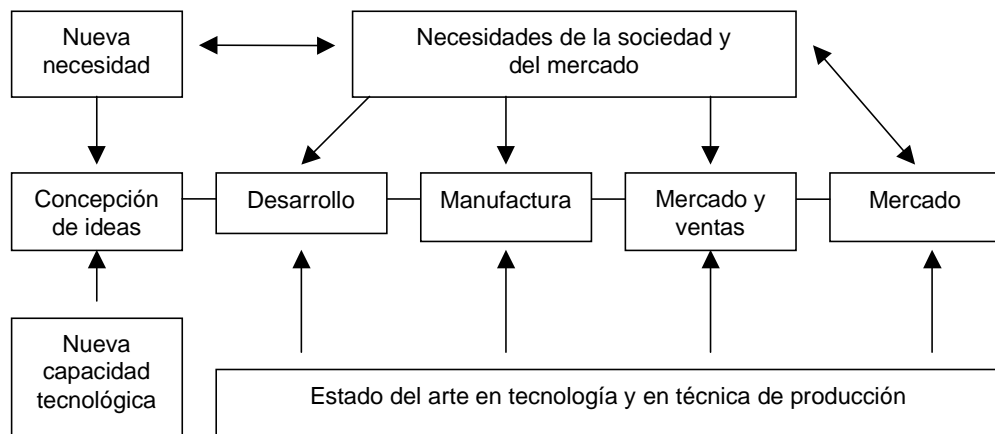 Nueva
necesidad
Necesidades de la sociedad y
del mercado
Concepción
de ideas
Desarrollo
Manufactura
Mercado y
ventas
Mercado
Nueva
capacidad
tecnológica
Estado del arte en tecnología y en técnica de producción